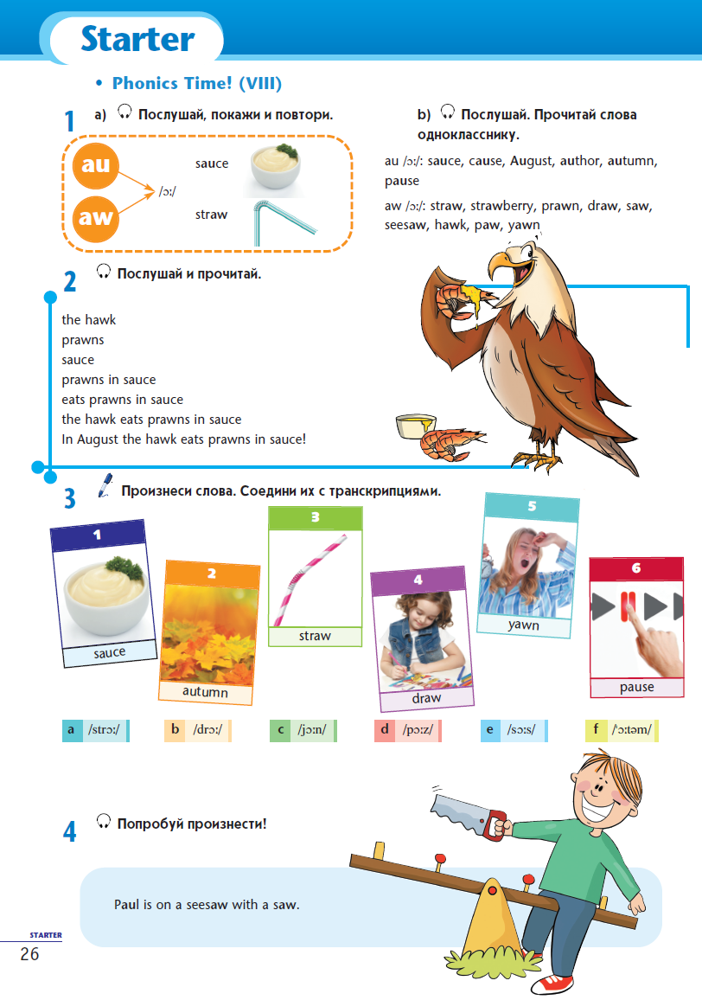 Starter
• Phonics Time! (VIII)
1
a) Послушай, покажи и повтори.
au
aw
/ɔː/
sauce
straw
b) Послушай. Прочитай слова
однокласснику.
au /ɔː/: sauce, cause, August, author, autumn,
pause
aw /ɔː/: straw, strawberry, prawn, draw, saw,
seesaw, hawk, paw, yawn
2
Послушай и прочитай.
the hawk
prawns
sauce
prawns in sauce
eats prawns in sauce
the hawk eats prawns in sauce
In August the hawk eats prawns in sauce!
3
Произнеси слова. Соедини их с транскрипциями.
1
sauce
2
autumn
3
straw
4
draw
5
yawn
6
pause
a /strɔː/
b /drɔː/
c /jɔːn/
d /pɔːz/
e /sɔːs/
f /ˈɔːtəm/
4
Попробуй произнести!
Paul is on a seesaw with a saw.
STARTER
26